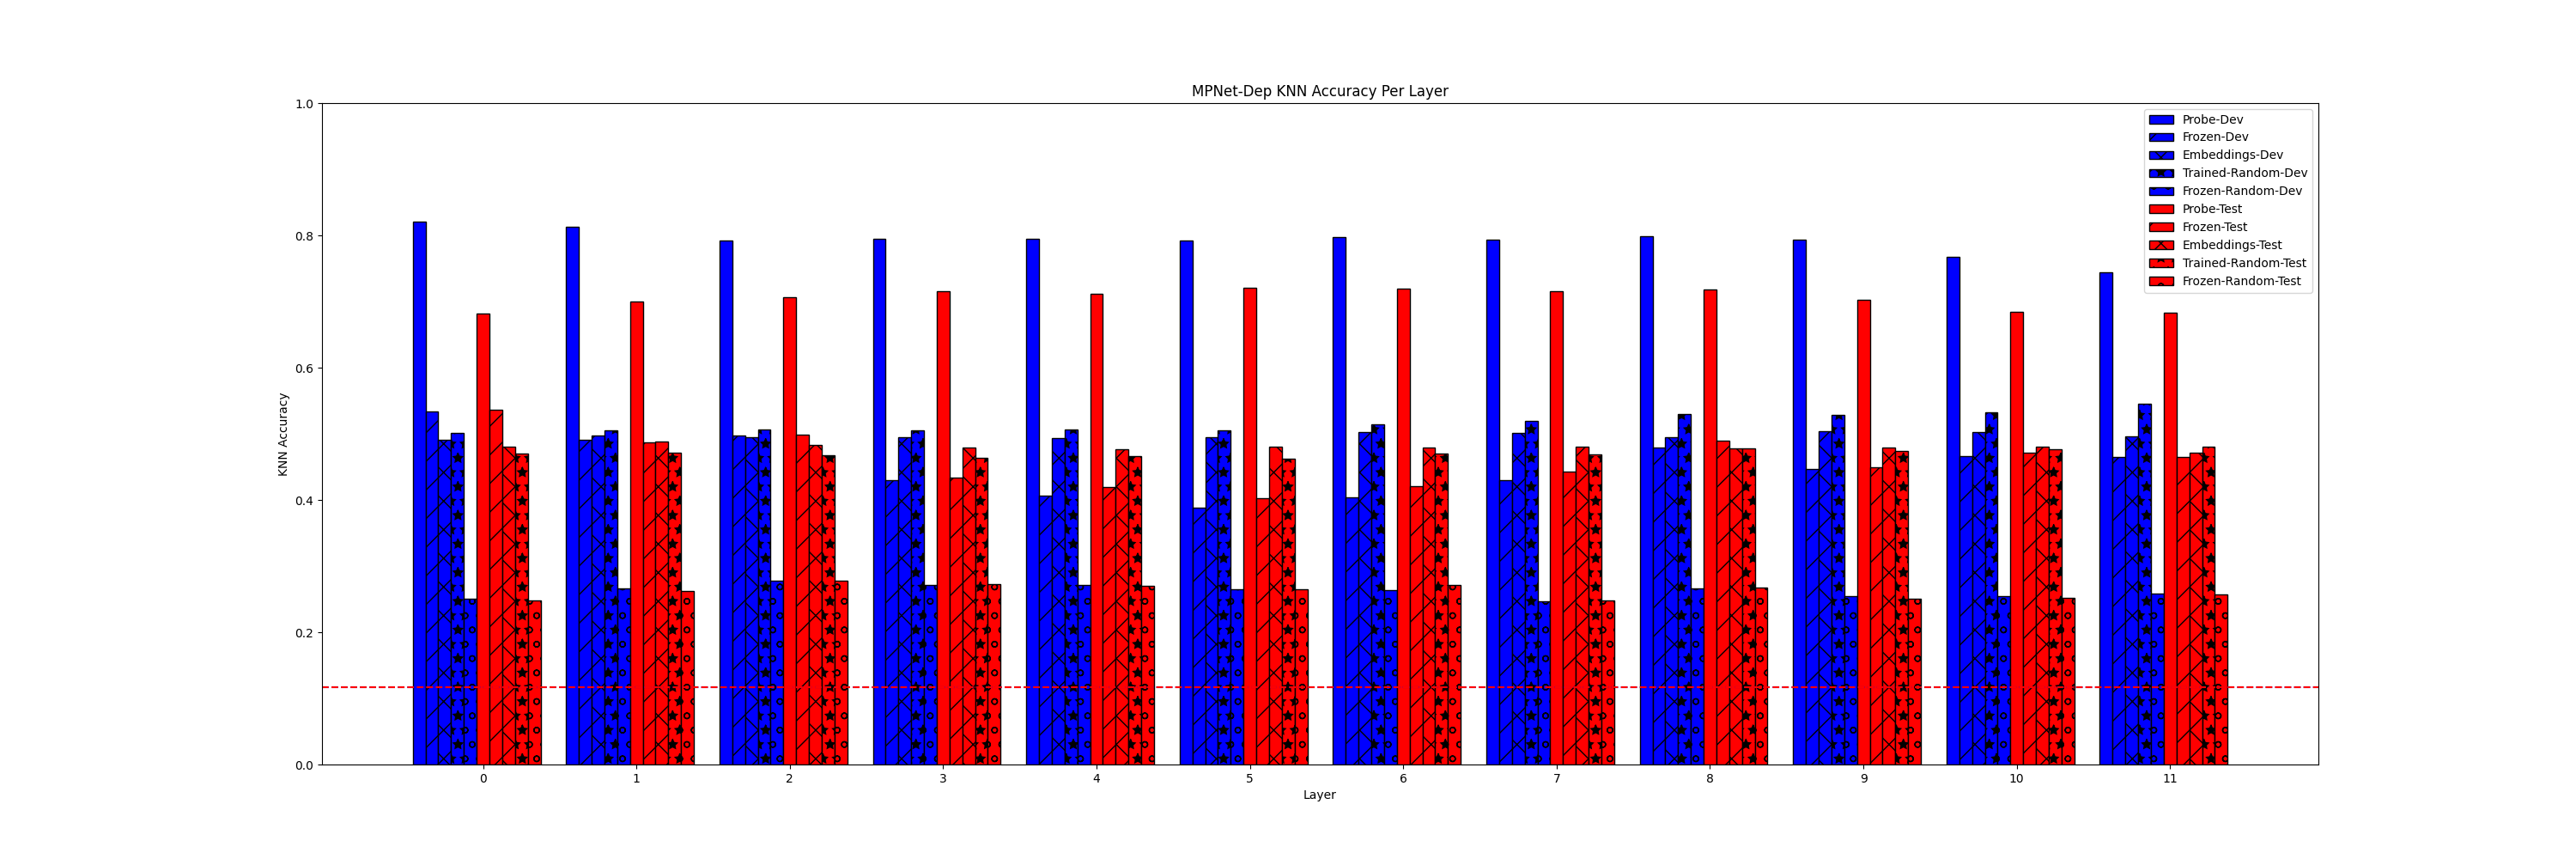 MPNet-Dep KNN Accuracy Per Layer
1.0
0.8
0.6
0.4
0.2
0.0
KNN Accuracy
Probe-Dev
Frozen-Dev
Embeddings-Dev
Trained-Random-Dev
Frozen-Random-Dev
Probe-Test
Frozen-Test
Embeddings-Test
Trained-Random-Test
Frozen-Random-Test
0 1 2 3 4 5 6 7 8 9 10 11
Layer